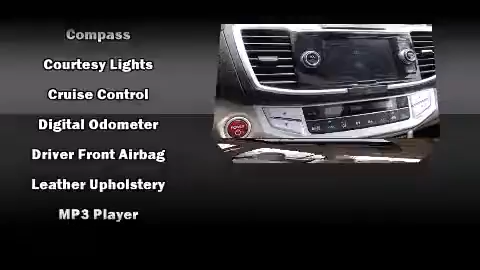 Compass
Courtesy Lights
Cruise Control
Digital Odometer
Driver Front Airbag
Leather Upholstery
MP3 Player